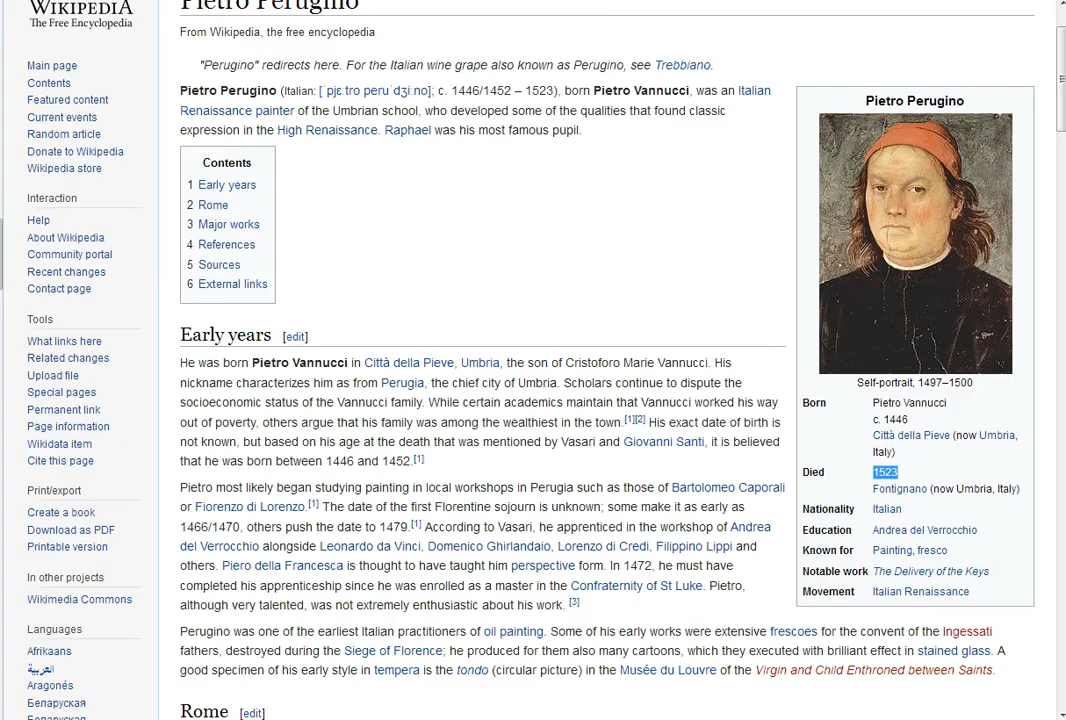 WIKIPEDIA
The Free Encyclopedia
Main page
Contents
Featured content
Current events
Random article
Donate to Wikipedia
Wikipedia store
Interaction
Help
About Wikipedia
Community portal
Recent changes
Contact page
Tools
What links here
Related changes
Upload file
Special pages
Permanent link
Page information
Wikidata item
Cite this page
Print/export
Create a book
Download as PDF
Printable version
In other projects
Wikimedia Commons
Languages
Afrikaans
العربية
Aragonés
Беларуская
Беларуская
Pietro Perugino
From Wikipedia, the free encyclopedia
"Perugino" redirects here. For the Italian wine grape also known as Perugino, see Trebbiano.
Pietro Perugino (Italian: [ˈpjɛːtro peruˈdʒiːno]; c. 1446/1452 – 1523), born Pietro Vannucci, was an Italian
Renaissance painter of the Umbrian school, who developed some of the qualities that found classic
expression in the High Renaissance. Raphael was his most famous pupil.
Contents
1 Early years
2 Rome
3 Major works
4 References
5 Sources
6 External links
Early years [edit]
He was born Pietro Vannucci in Città della Pieve, Umbria, the son of Cristoforo Marie Vannucci. His
nickname characterizes him as from Perugia, the chief city of Umbria. Scholars continue to dispute the
socioeconomic status of the Vannucci family. While certain academics maintain that Vannucci worked his way
out of poverty, others argue that his family was among the wealthiest in the town.[1][2] His exact date of birth is
not known, but based on his age at the death that was mentioned by Vasari and Giovanni Santi, it is believed
that he was born between 1446 and 1452.[1]
Pietro most likely began studying painting in local workshops in Perugia such as those of Bartolomeo Caporali
or Fiorenzo di Lorenzo.[1] The date of the first Florentine sojourn is unknown; some make it as early as
1466/1470, others push the date to 1479.[1] According to Vasari, he apprenticed in the workshop of Andrea
del Verrocchio alongside Leonardo da Vinci, Domenico Ghirlandaio, Lorenzo di Credi, Filippino Lippi and
others. Piero della Francesca is thought to have taught him perspective form. In 1472, he must have
completed his apprenticeship since he was enrolled as a master in the Confraternity of St Luke. Pietro,
although very talented, was not extremely enthusiastic about his work. [3]
Perugino was one of the earliest Italian practitioners of oil painting. Some of his early works were extensive frescoes for the convent of the Ingessati
fathers, destroyed during the Siege of Florence; he produced for them also many cartoons, which they executed with brilliant effect in stained glass. A
good specimen of his early style in tempera is the tondo (circular picture) in the Musée du Louvre of the Virgin and Child Enthroned between Saints.
Rome [edit]
Pietro Perugino
Self-portrait, 1497–1500
Born Pietro Vannucci
c. 1446
Città della Pieve (now Umbria,
Italy)
Died 1523
Fontignano (now Umbria, Italy)
Nationality Italian
Education Andrea del Verrocchio
Known for Painting, fresco
Notable work The Delivery of the Keys
Movement Italian Renaissance